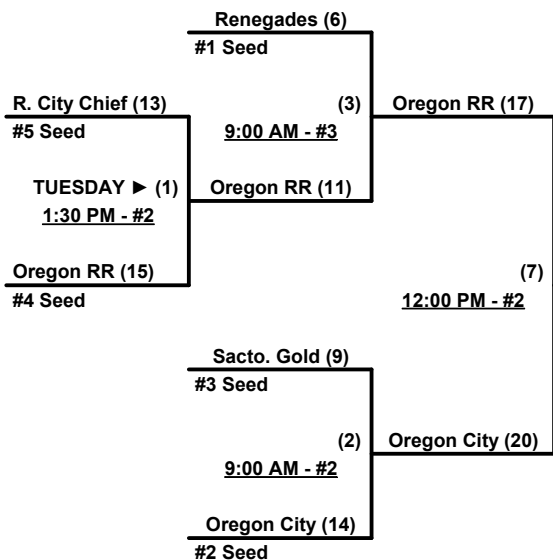 Renegades (6)
#1 Seed
R. City Chief (13)
#5 Seed
(3)
9:00 AM - #3
Oregon RR (17)
TUESDAY ► (1)
1:30 PM - #2
Oregon RR (11)
Oregon RR (15)
#4 Seed
(7)
12:00 PM - #2
Sacto. Gold (9)
#3 Seed
(2)
9:00 AM - #2
Oregon City (20)
Oregon City (14)
#2 Seed